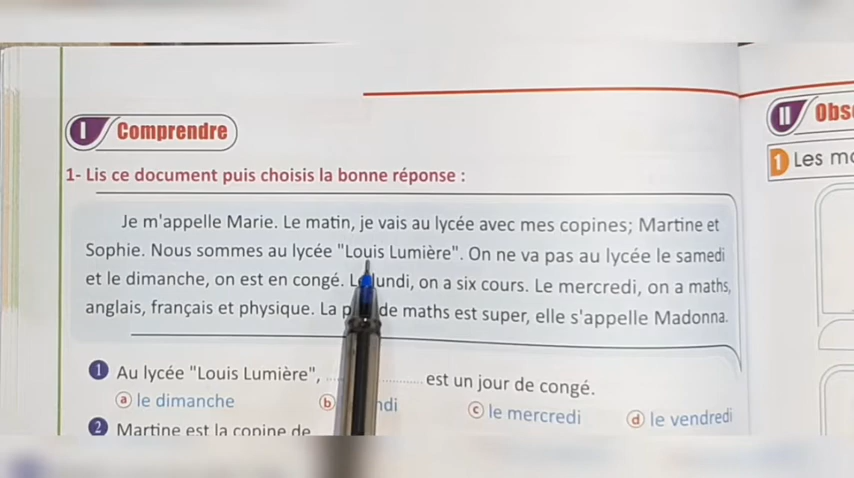 I Comprendre
1- Lis ce document puis choisis la bonne réponse :
Je m'appelle Marie. Le matin, je vais au lycée avec mes copines; Martine et
Sophie. Nous sommes au lycée "Louis Lumière". On ne va pas au lycée le samedi
et le dimanche, on est en congé. Le lundi, on a six cours. Le mercredi, on a maths,
anglais, français et physique. La de maths est super, elle s'appelle Madonna.
1 Au lycée "Louis Lumière", .................. est un jour de congé.
a le dimanche b ndi c le mercredi d le vendredi
2 Martine est la copine de
II Obs
1 Les m